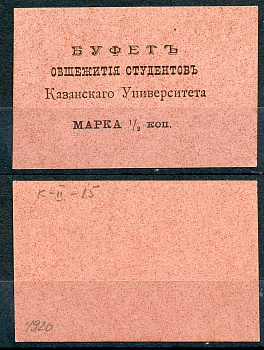 БУФЕТЪ
ОБЩЕЖИТІЯ СТУДЕНТОВЪ
Казанскаго Университета
МАРКА 1/2 коп.
К-II-15
1920